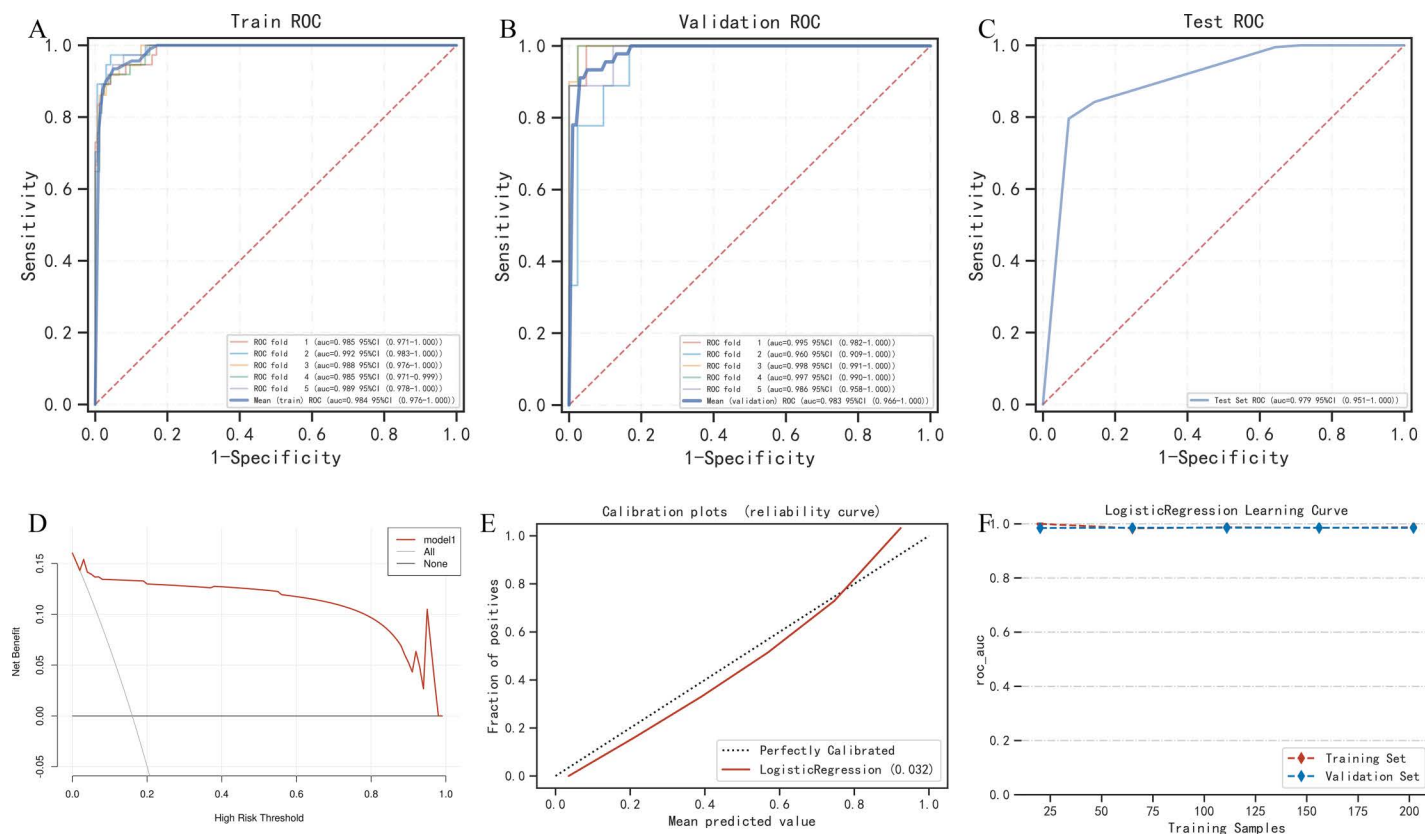 A
Train ROC
1.0
0.8
0.6
0.4
0.2
0.0
Sensitivity
ROC fold 1 (auc=0.985 95%CI (0.971-1.000))
ROC fold 2 (auc=0.992 95%CI (0.983-1.000))
ROC fold 3 (auc=0.988 95%CI (0.976-1.000))
ROC fold 4 (auc=0.985 95%CI (0.971-0.999))
ROC fold 5 (auc=0.989 95%CI (0.978-1.000))
Mean (train) ROC (auc=0.984 95%CI (0.976-1.000))
0.0 0.2 0.4 0.6 0.8 1.0
1-Specificity
B
Validation ROC
1.0
0.8
0.6
0.4
0.2
0.0
Sensitivity
ROC fold 1 (auc=0.995 95%CI (0.982-1.000))
ROC fold 2 (auc=0.960 95%CI (0.909-1.000))
ROC fold 3 (auc=0.998 95%CI (0.991-1.000))
ROC fold 4 (auc=0.997 95%CI (0.990-1.000))
ROC fold 5 (auc=0.986 95%CI (0.958-1.000))
Mean (validation) ROC (auc=0.983 95%CI (0.966-1.000))
0.0 0.2 0.4 0.6 0.8 1.0
1-Specificity
C
Test ROC
1.0
0.8
0.6
0.4
0.2
0.0
Sensitivity
Test Set ROC (auc=0.979 95%CI (0.951-1.000))
0.0 0.2 0.4 0.6 0.8 1.0
1-Specificity
D
model1
All
None
0.15
0.10
0.05
0.00
-0.05
Net Benefit
0.0 0.2 0.4 0.6 0.8 1.0
High Risk Threshold
E
Calibration plots (reliability curve)
1.0
0.8
0.6
0.4
0.2
0.0
Fraction of positives
Perfectly Calibrated
LogisticRegression (0.032)
0.0 0.2 0.4 0.6 0.8 1.0
Mean predicted value
F
LogisticRegression Learning Curve
1.0
0.8
0.6
0.4
0.2
0.0
roc_auc
Training Set
Validation Set
25 50 75 100 125 150 175 200
Training Samples